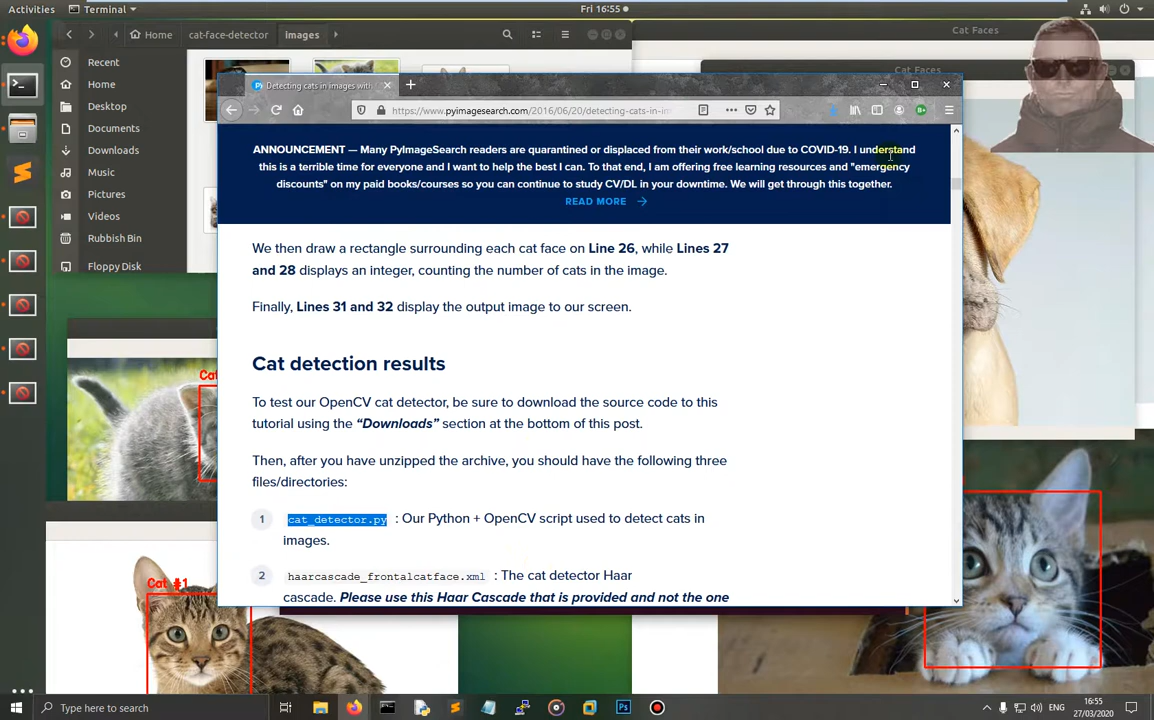 Activities
Terminal
Fri 16:55
Home
cat-face-detector
Images
Cat Faces
Cat Faces
Recent
Home
Desktop
Documents
Downloads
Music
Pictures
Videos
Rubbish Bin
Floppy Disk
Detecting cats in images with
https://www.pyimagesearch.com/2016/06/20/detecting-cats-in-im
ANNOUNCEMENT — Many PyImageSearch readers are quarantined or displaced from their work/school due to COVID-19. I understand
this is a terrible time for everyone and I want to help the best I can. To that end, I am offering free learning resources and "emergency
discounts" on my paid books/courses so you can continue to study CV/DL in your downtime. We will get through this together.
READ MORE →
We then draw a rectangle surrounding each cat face on Line 26, while Lines 27
and 28 displays an integer, counting the number of cats in the image.
Finally, Lines 31 and 32 display the output image to our screen.
Cat detection results
To test our OpenCV cat detector, be sure to download the source code to this
tutorial using the “Downloads” section at the bottom of this post.
Then, after you have unzipped the archive, you should have the following three
files/directories:
1 cat_detector.py : Our Python + OpenCV script used to detect cats in
images.
2 haarcascade_frontalcatface.xml : The cat detector Haar
cascade. Please use this Haar Cascade that is provided and not the one
Cat
Cat #1
Type here to search
ENG
16:55
27/03/2020